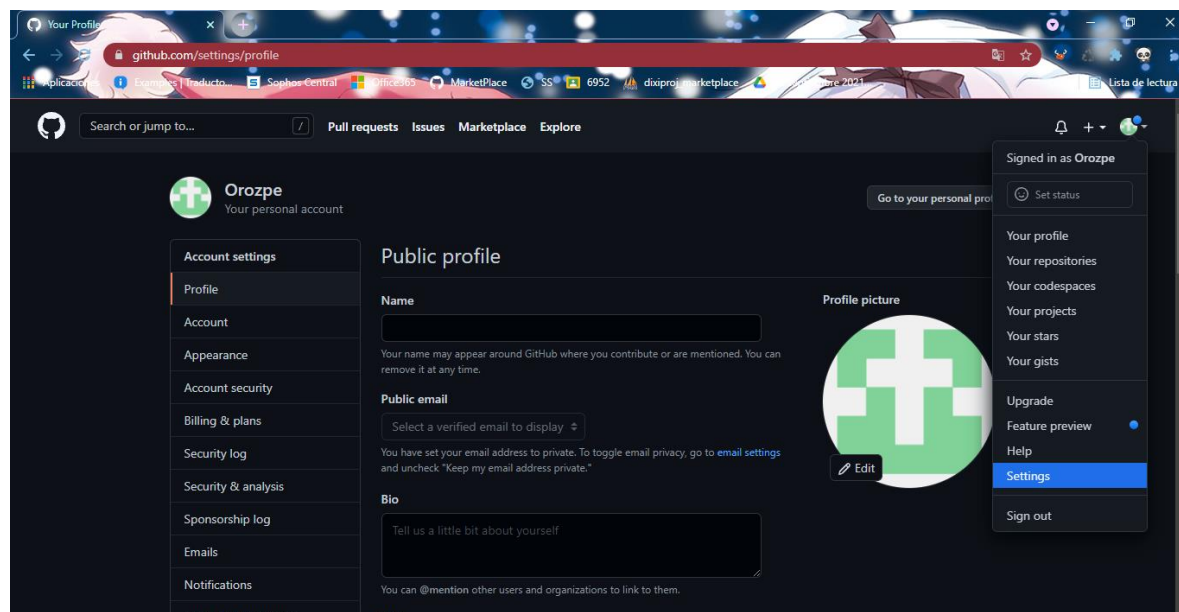 Your Profile
github.com/settings/profile
Aplicaciones Examples | Traducto... Sophos Central Office365 MarketPlace SS 6952 dixiproj_marketplace 2021 Lista de lectura
Search or jump to... / Pull requests Issues Marketplace Explore
Signed in as Orozpe
Set status
Your profile
Your repositories
Your codespaces
Your projects
Your stars
Your gists
Upgrade
Feature preview
Help
Settings
Sign out
Orozpe
Your personal account
Go to your personal prof
Account settings
Profile
Account
Appearance
Account security
Billing & plans
Security log
Security & analysis
Sponsorship log
Emails
Notifications
Public profile
Name
Your name may appear around GitHub where you contribute or are mentioned. You can
remove it at any time.
Public email
Select a verified email to display
You have set your email address to private. To toggle email privacy, go to email settings
and uncheck "Keep my email address private."
Bio
Tell us a little bit about yourself
You can @mention other users and organizations to link to them.
Profile picture
Edit